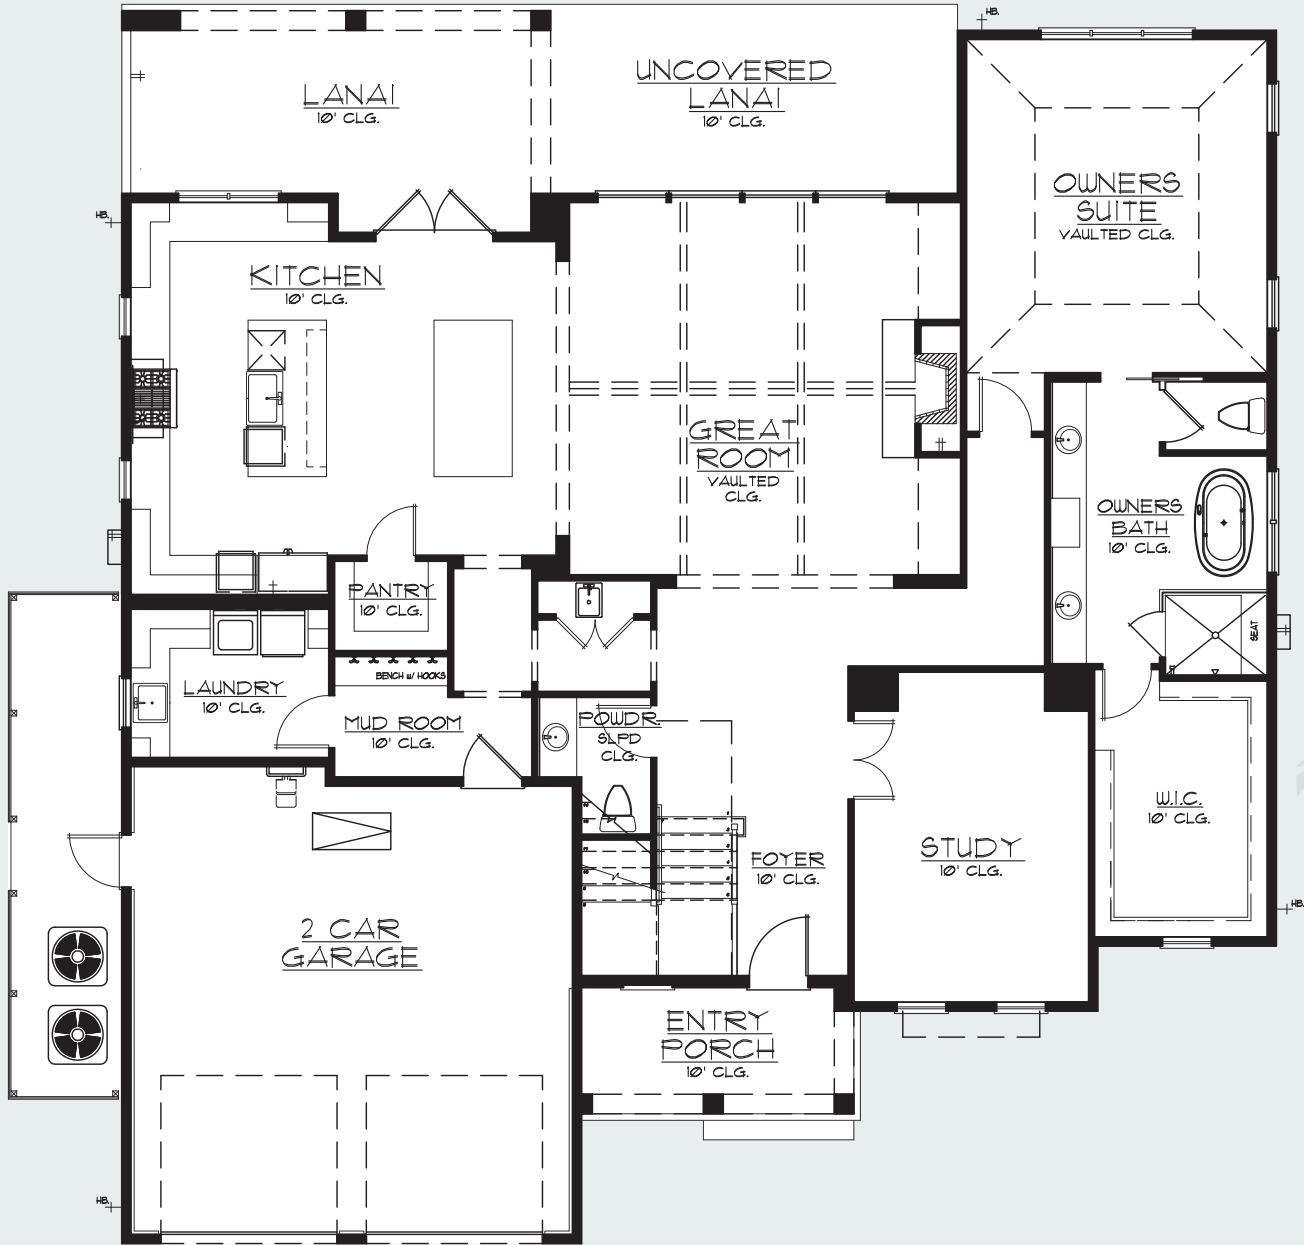 HB.
UNCOVERED
LANAI
10' CLG.
LANAI
10' CLG.
OWNERS
SUITE
VAULTED CLG.
HB.
KITCHEN
10' CLG.
GREAT
ROOM
VAULTED
CLG.
OWNERS
BATH
10' CLG.
PANTRY
10' CLG.
SEAT
BENCH w/ HOOKS
LAUNDRY
10' CLG.
MUD ROOM
10' CLG.
POWDR.
SLPD
CLG.
W.I.C.
10' CLG.
STUDY
10' CLG.
FOYER
10' CLG.
HB.
2 CAR
GARAGE
ENTRY
PORCH
10' CLG.
HB.